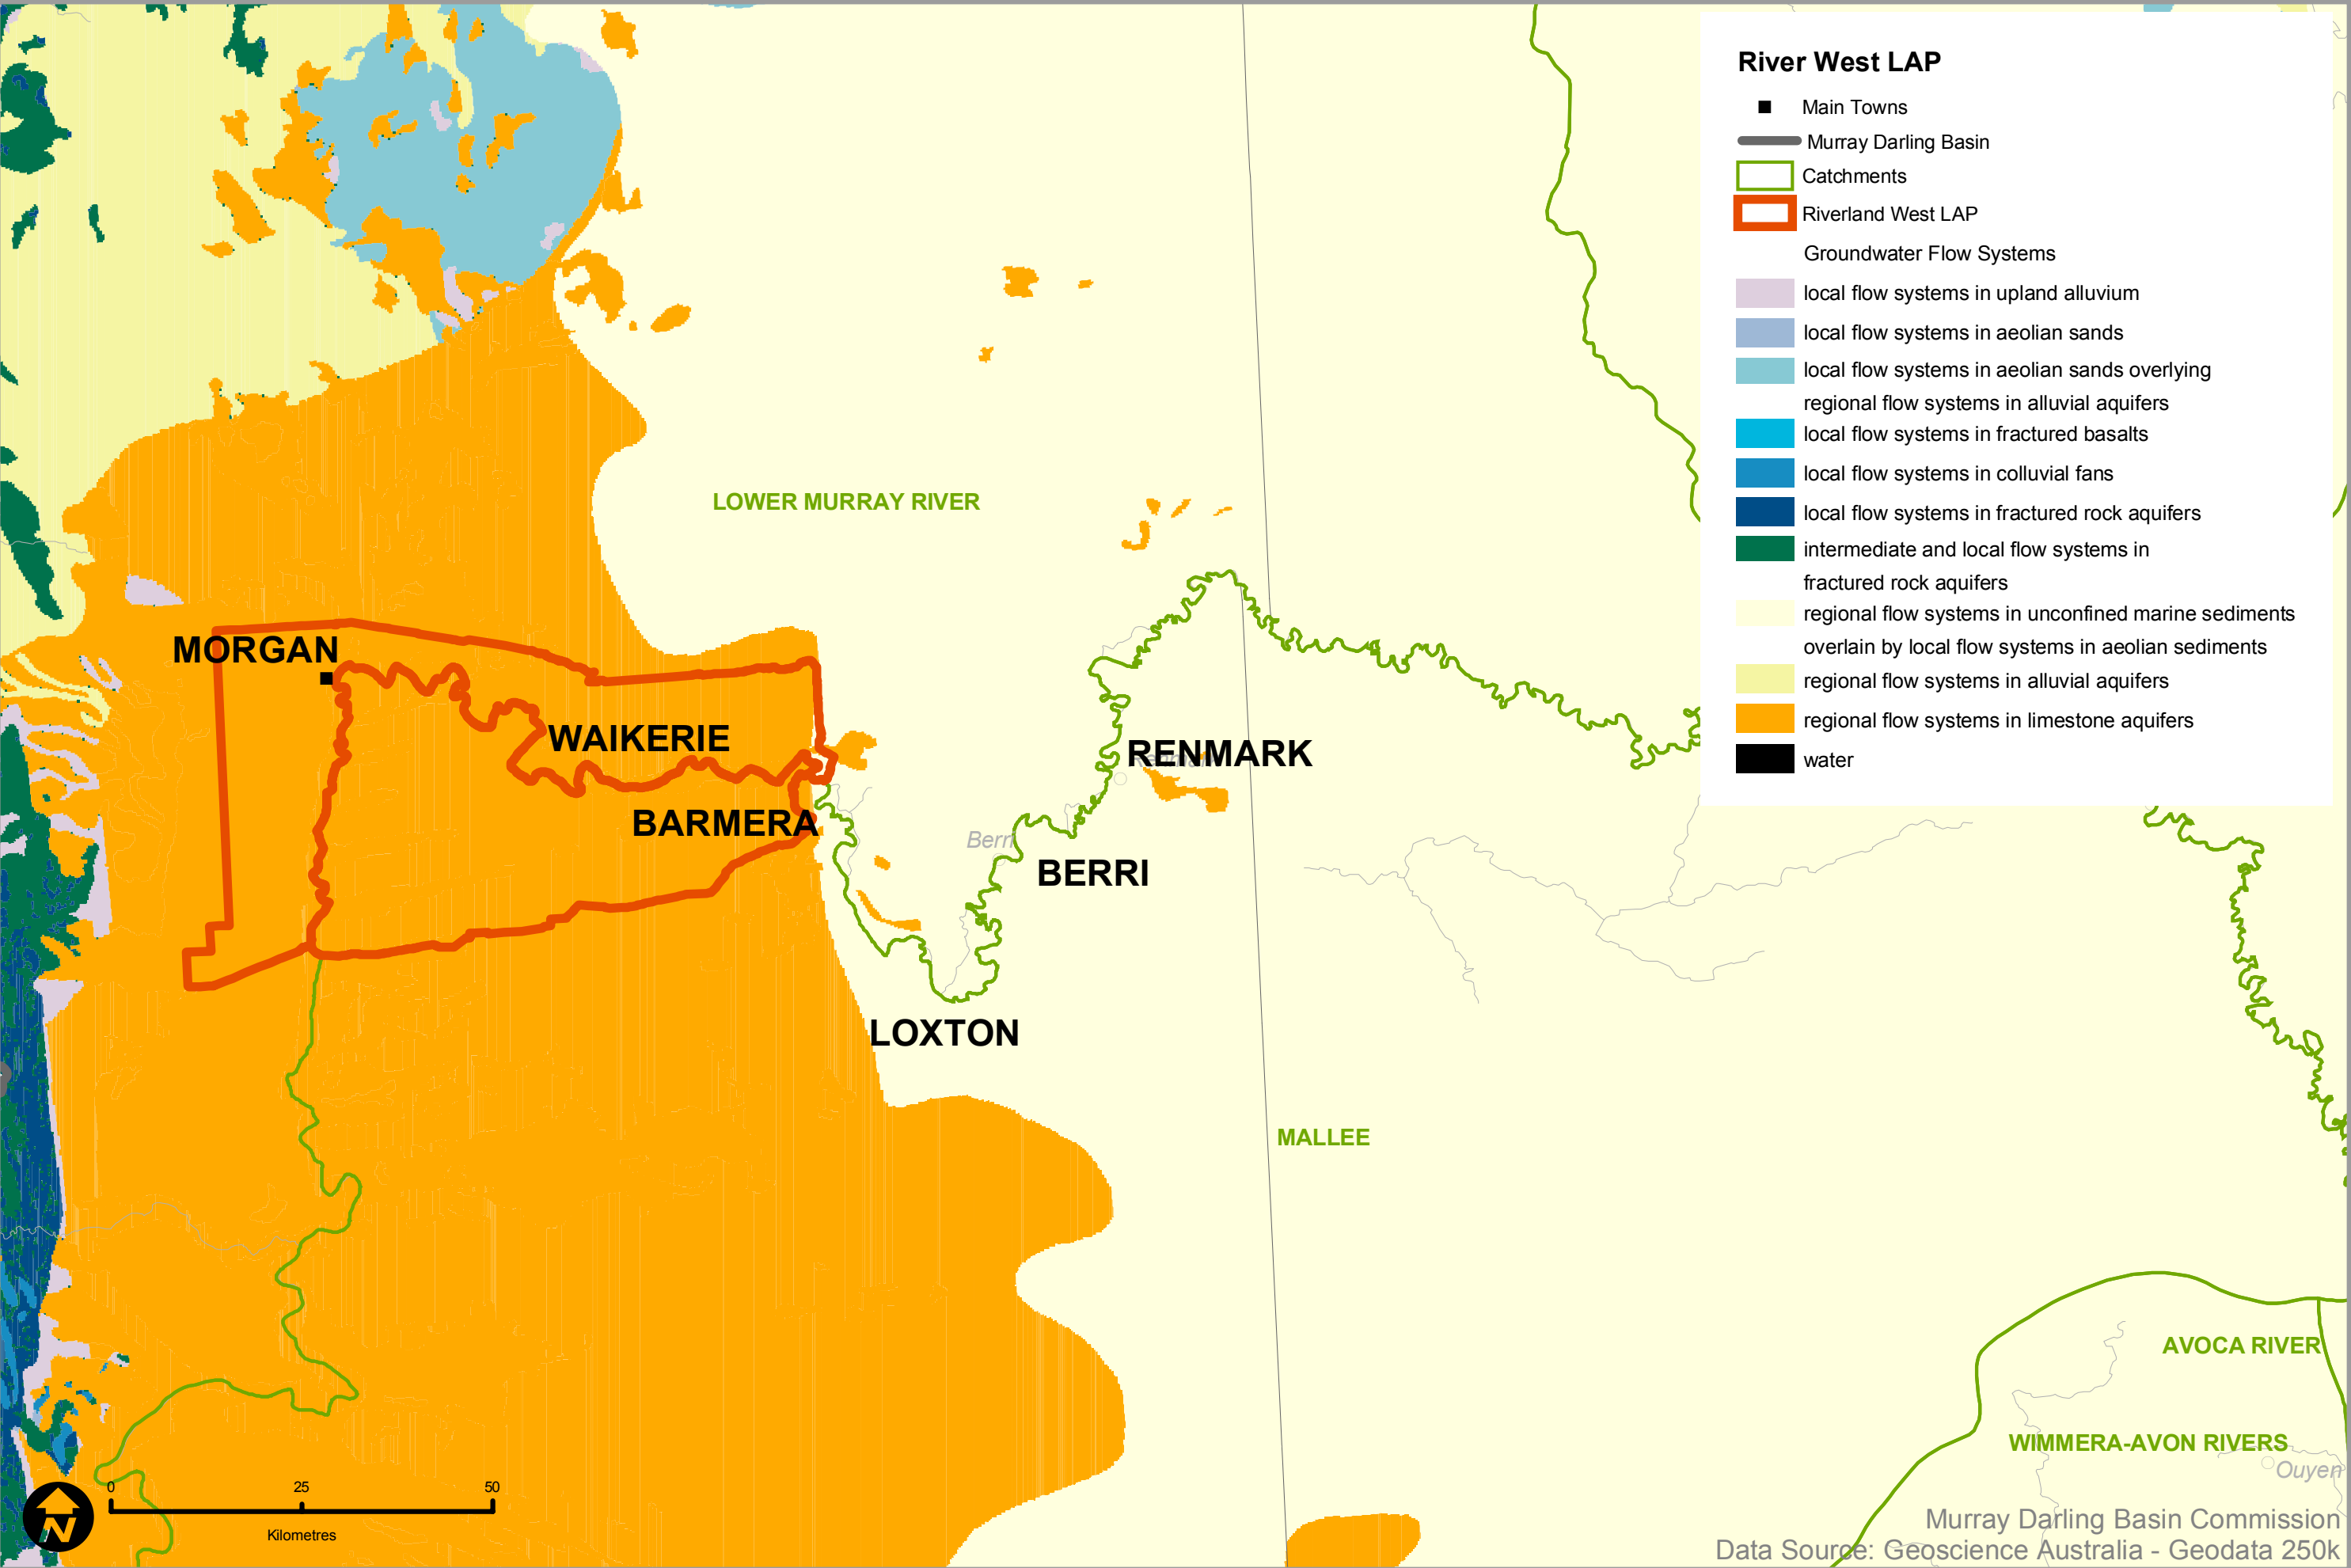 River West LAP
Main Towns
Murray Darling Basin
Catchments
Riverland West LAP
Groundwater Flow Systems
local flow systems in upland alluvium
local flow systems in aeolian sands
local flow systems in aeolian sands overlying
regional flow systems in alluvial aquifers
local flow systems in fractured basalts
local flow systems in colluvial fans
local flow systems in fractured rock aquifers
intermediate and local flow systems in
fractured rock aquifers
regional flow systems in unconfined marine sediments
overlain by local flow systems in aeolian sediments
regional flow systems in alluvial aquifers
regional flow systems in limestone aquifers
water
LOWER MURRAY RIVER
MORGAN
WAIKERIE
RENMARK
BARMERA
Berri
BERRI
LOXTON
MALLEE
AVOCA RIVER
WIMMERA-AVON RIVERS
Ouyen
0 25 50
Kilometres
N
Murray Darling Basin Commission
Data Source: Geoscience Australia - Geodata 250k